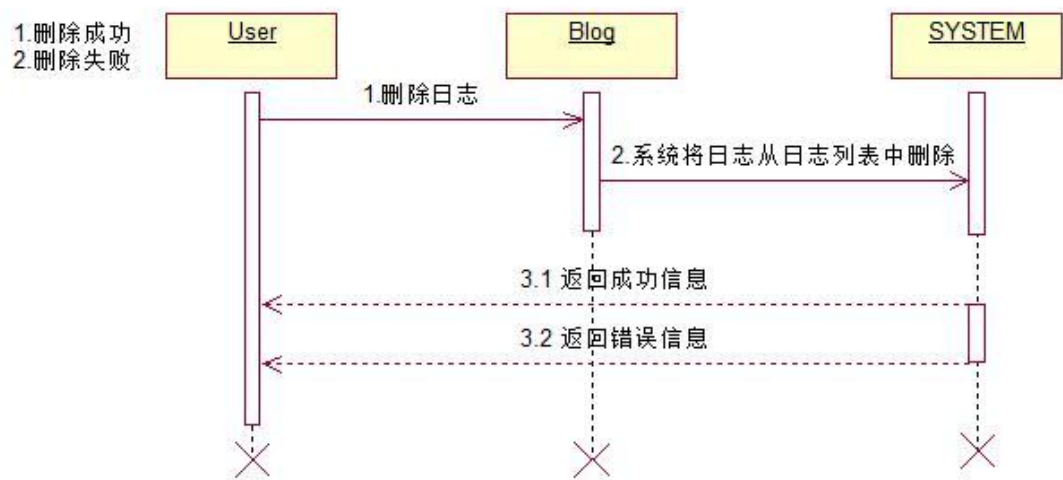 1.删除成功
2.删除失败
User
Blog
SYSTEM
1.删除日志
2.系统将日志从日志列表中删除
3.1 返回成功信息
3.2 返回错误信息